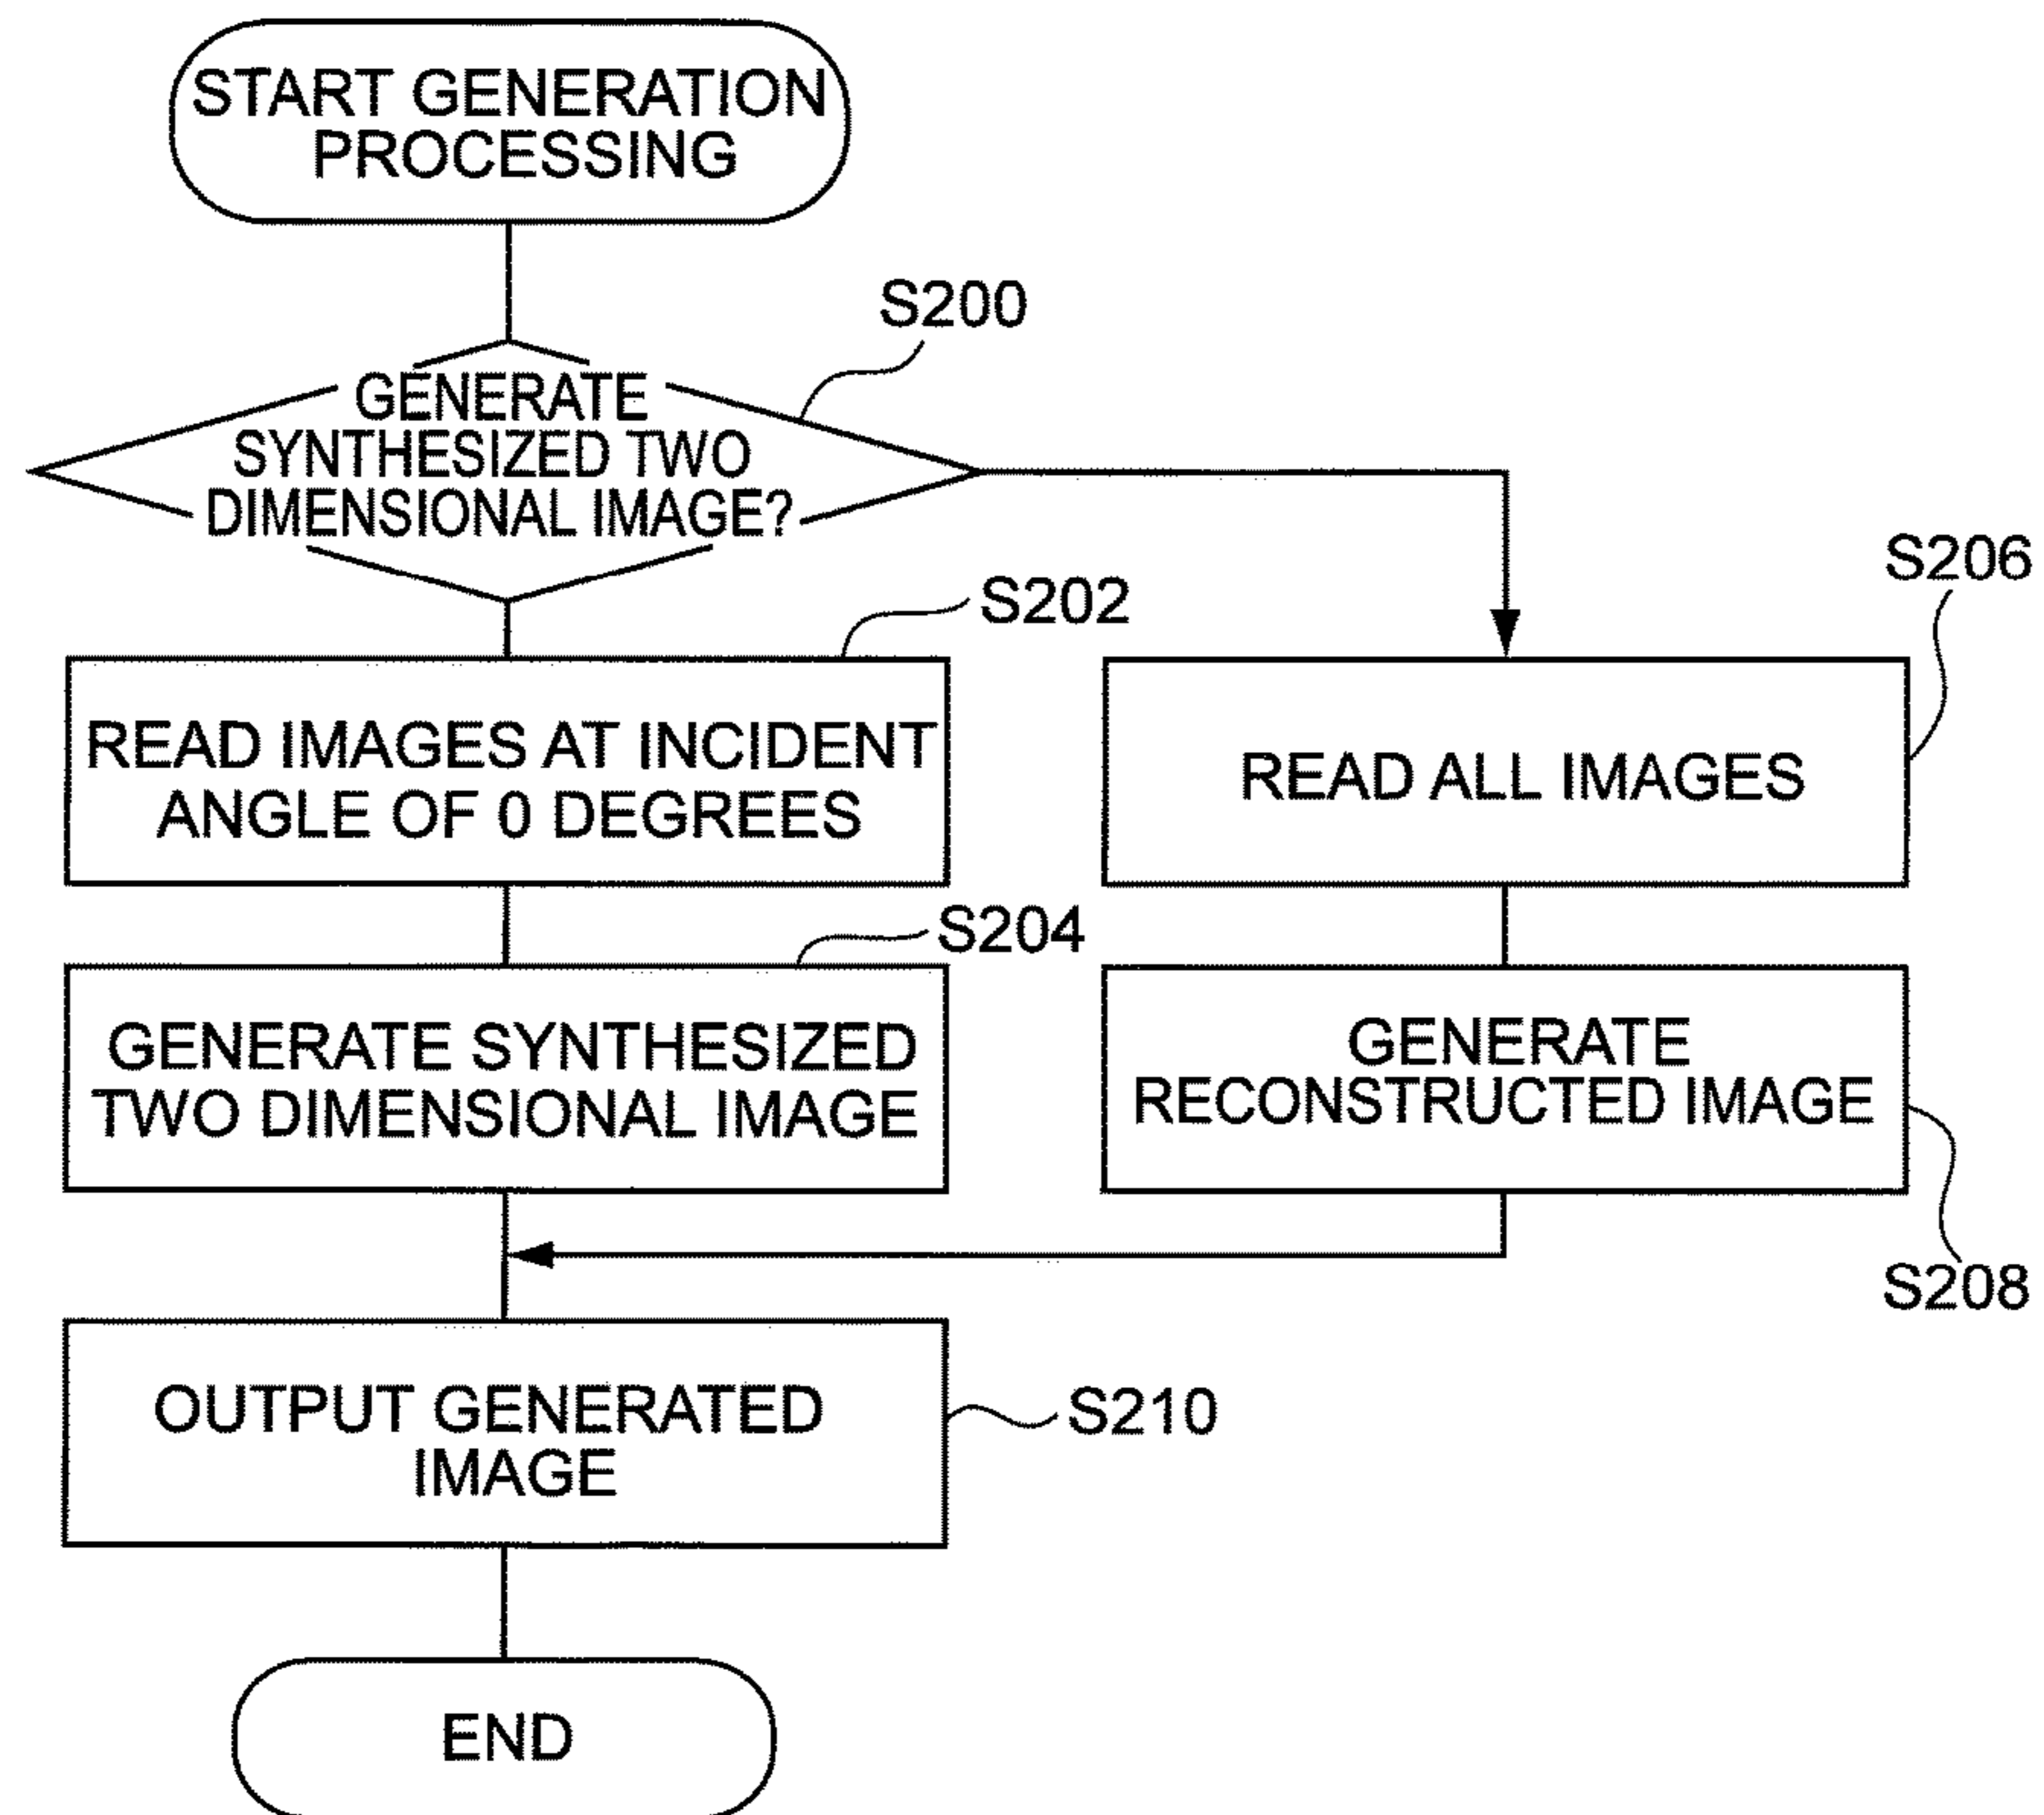 START GENERATION
PROCESSING
S200
GENERATE
SYNTHESIZED TWO
DIMENSIONAL IMAGE?
S202
READ IMAGES AT INCIDENT
ANGLE OF 0 DEGREES
S206
READ ALL IMAGES
S204
GENERATE SYNTHESIZED
TWO DIMENSIONAL IMAGE
GENERATE
RECONSTRUCTED IMAGE
S208
OUTPUT GENERATED
IMAGE
S210
END